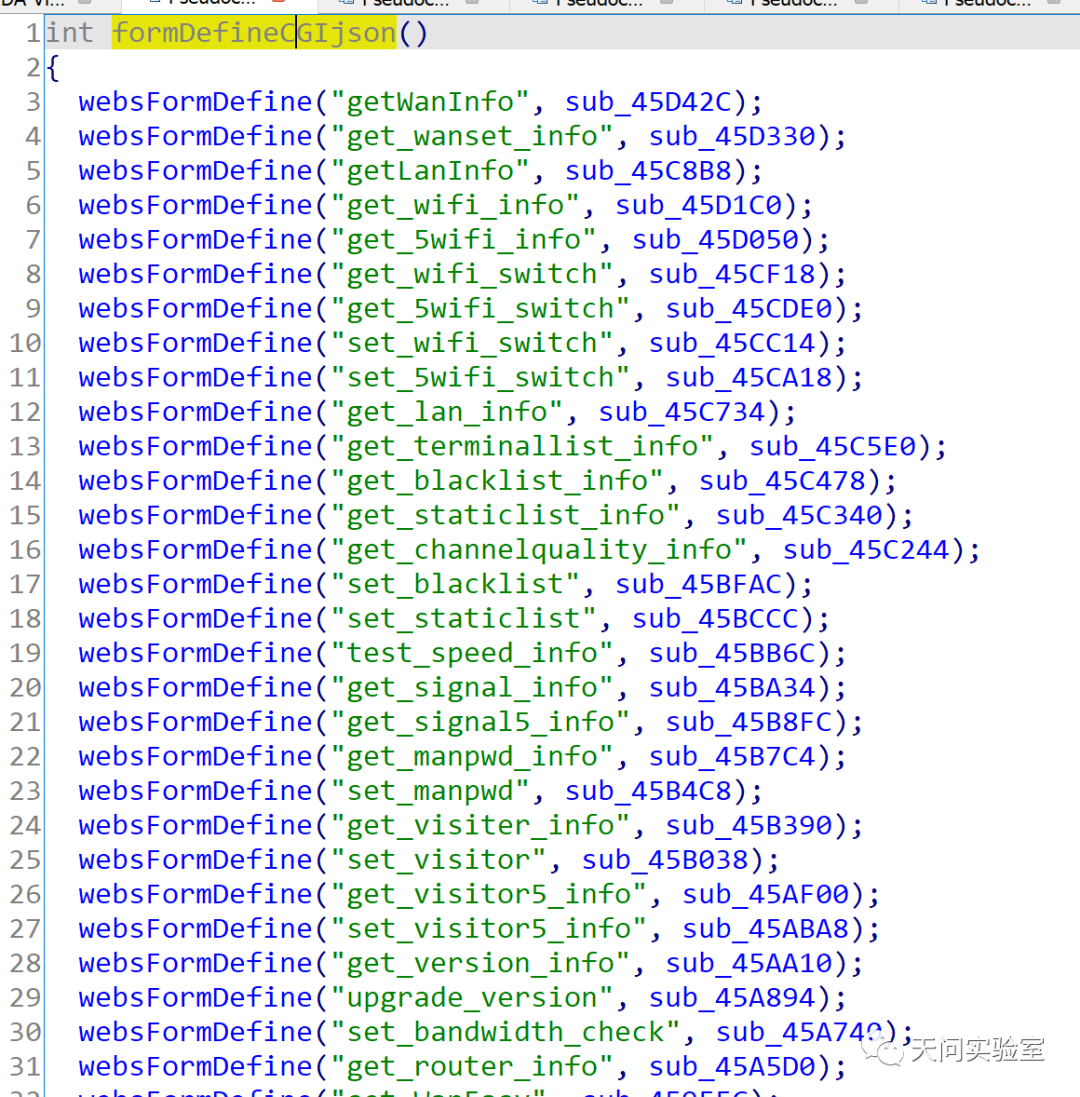 DA Vi... Pseudoc... Pseudoc... Pseudoc... Pseudoc... Pseudoc...
1 int formDefineCGIjson()
2 {
3 websFormDefine("getWanInfo", sub_45D42C);
4 websFormDefine("get_wanset_info", sub_45D330);
5 websFormDefine("getLanInfo", sub_45C8B8);
6 websFormDefine("get_wifi_info", sub_45D1C0);
7 websFormDefine("get_5wifi_info", sub_45D050);
8 websFormDefine("get_wifi_switch", sub_45CF18);
9 websFormDefine("get_5wifi_switch", sub_45CDE0);
10 websFormDefine("set_wifi_switch", sub_45CC14);
11 websFormDefine("set_5wifi_switch", sub_45CA18);
12 websFormDefine("get_lan_info", sub_45C734);
13 websFormDefine("get_terminallist_info", sub_45C5E0);
14 websFormDefine("get_blacklist_info", sub_45C478);
15 websFormDefine("get_staticlist_info", sub_45C340);
16 websFormDefine("get_channelquality_info", sub_45C244);
17 websFormDefine("set_blacklist", sub_45BFAC);
18 websFormDefine("set_staticlist", sub_45BCCC);
19 websFormDefine("test_speed_info", sub_45BB6C);
20 websFormDefine("get_signal_info", sub_45BA34);
21 websFormDefine("get_signal5_info", sub_45B8FC);
22 websFormDefine("get_manpwd_info", sub_45B7C4);
23 websFormDefine("set_manpwd", sub_45B4C8);
24 websFormDefine("get_visiter_info", sub_45B390);
25 websFormDefine("set_visitor", sub_45B038);
26 websFormDefine("get_visitor5_info", sub_45AF00);
27 websFormDefine("set_visitor5_info", sub_45ABA8);
28 websFormDefine("get_version_info", sub_45AA10);
29 websFormDefine("upgrade_version", sub_45A894);
30 websFormDefine("set_bandwidth_check", sub_45A740);
天问实验室
31 websFormDefine("get_router_info", sub_45A5D0);